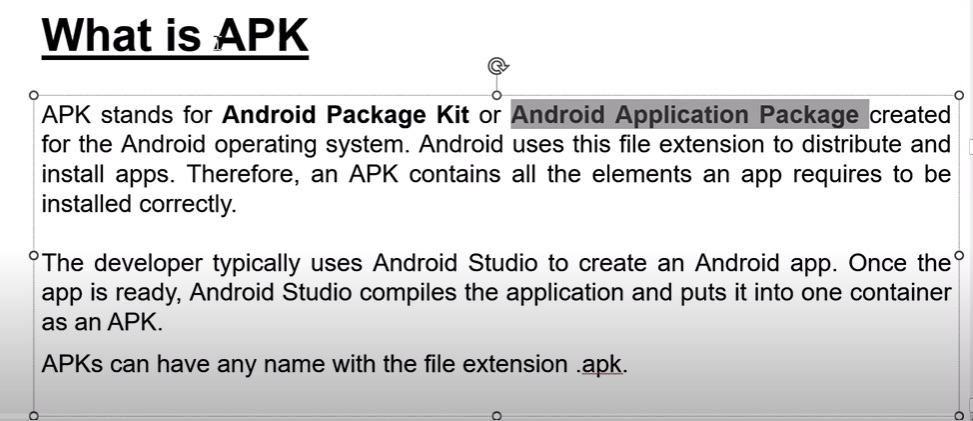 What is APK
APK stands for Android Package Kit or Android Application Package created
for the Android operating system. Android uses this file extension to distribute and
install apps. Therefore, an APK contains all the elements an app requires to be
installed correctly.
The developer typically uses Android Studio to create an Android app. Once the
app is ready, Android Studio compiles the application and puts it into one container
as an APK.
APKs can have any name with the file extension .apk.